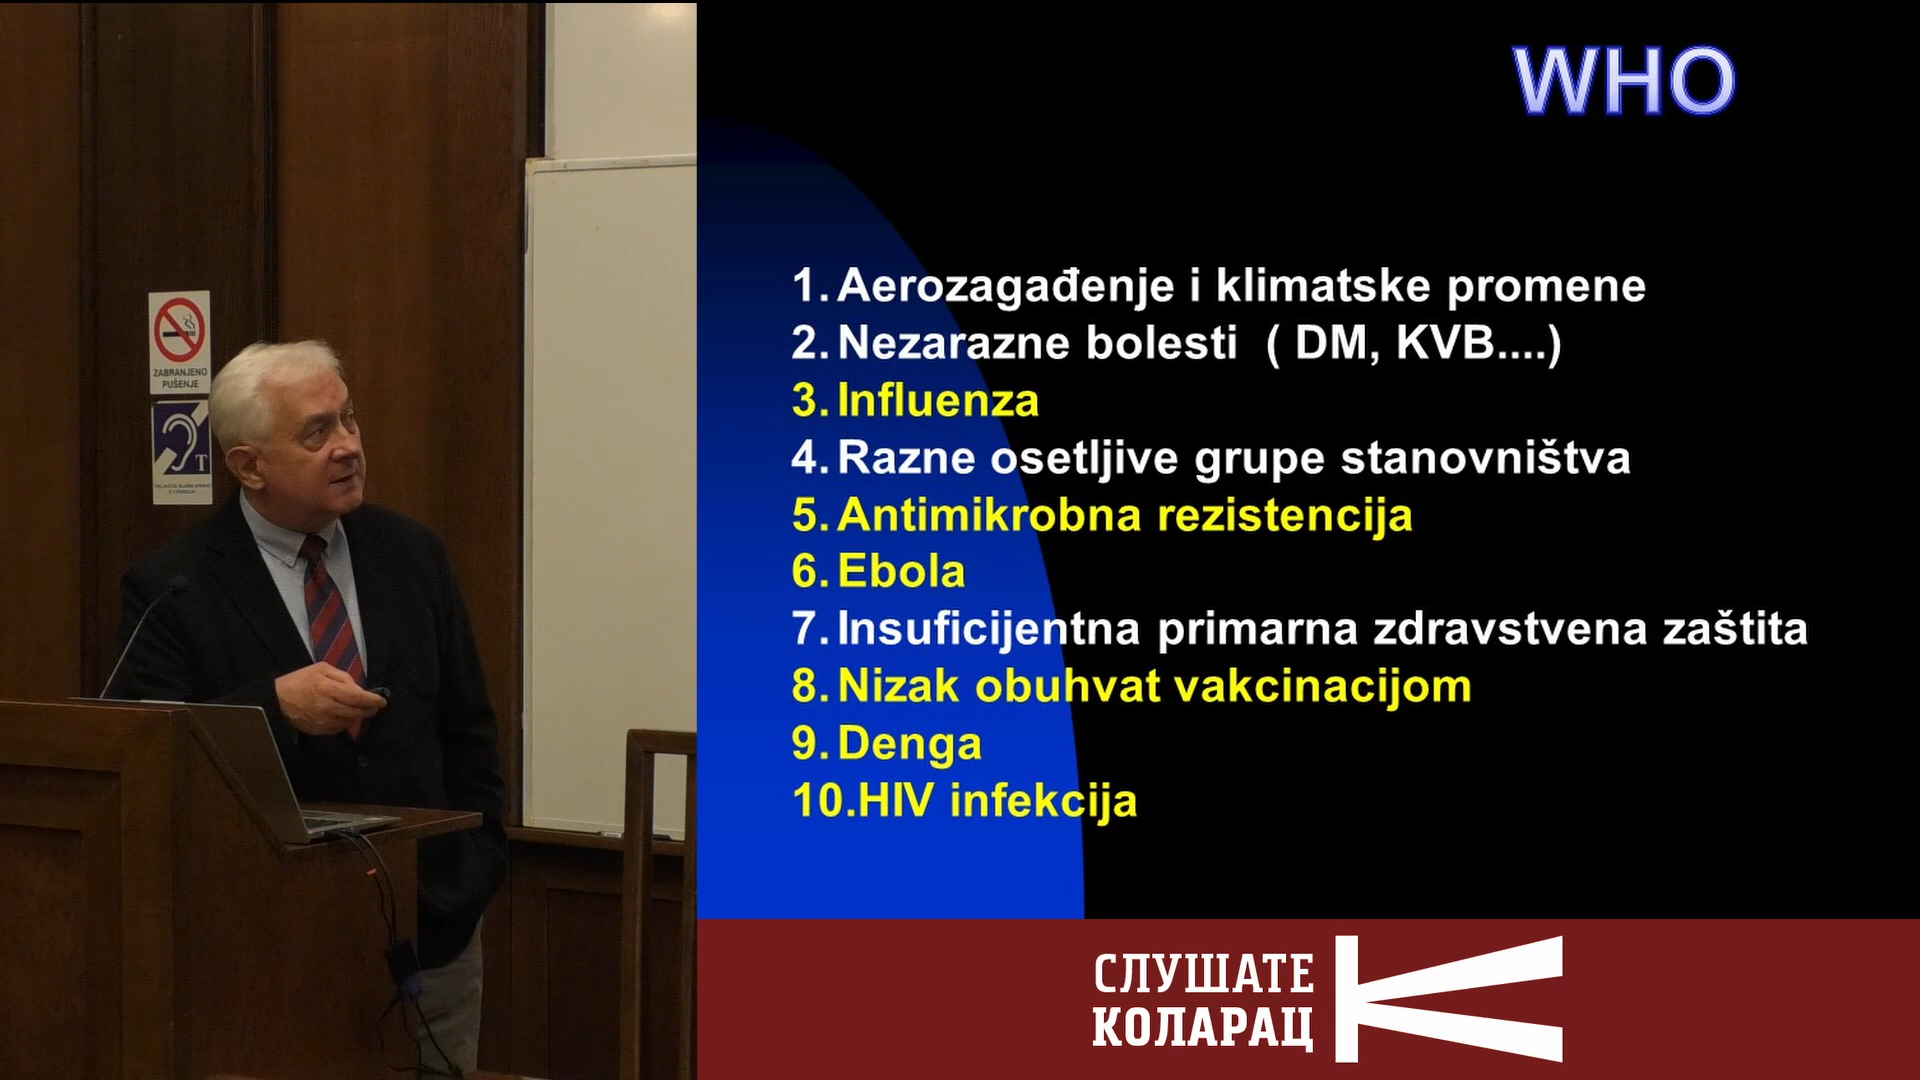 ZABRANJENO
PUŠENJE
T
WHO
1. Aerozagađenje i klimatske promene
2. Nezarazne bolesti ( DM, KVB....)
3. Influenza
4. Razne osetljive grupe stanovništva
5. Antimikrobna rezistencija
6. Ebola
7. Insuficijentna primarna zdravstvena zaštita
8. Nizak obuhvat vakcinacijom
9. Denga
10.HIV infekcija
СЛУШАТЕ
КОЛАРАЦ